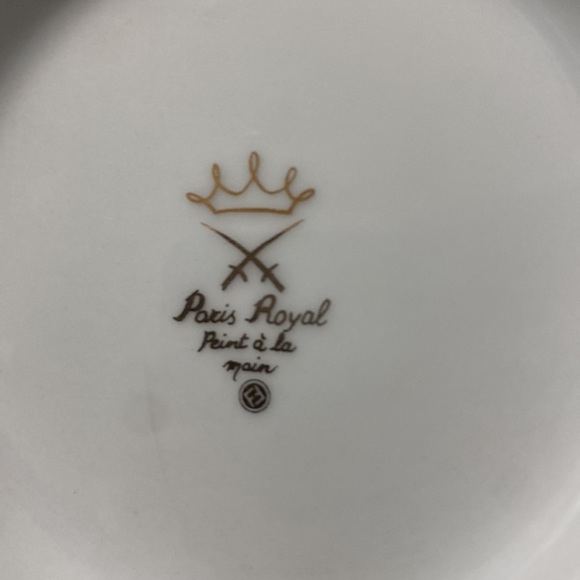 Paris Royal
Peint à la
main
M